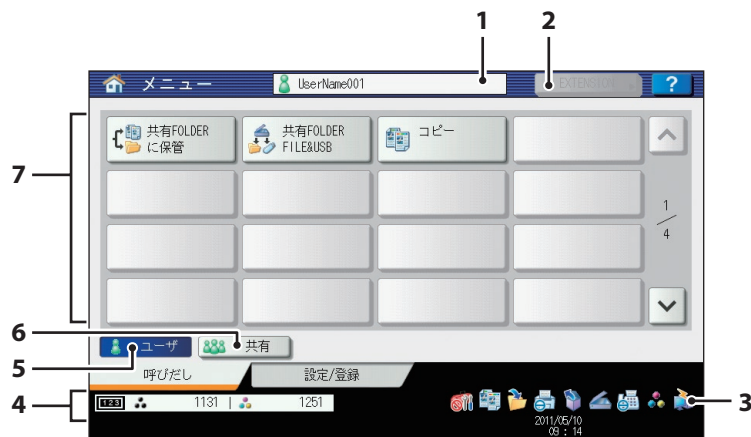 1
2
メニュー
UserName001
EXTENSION
?
共有FOLDER
に保管
共有FOLDER
FILE&USB
コピー
7
1
4
6
ユーザ
共有
5
呼びだし
設定/登録
4
123
1131
1251
3
2011/05/10
09 : 14